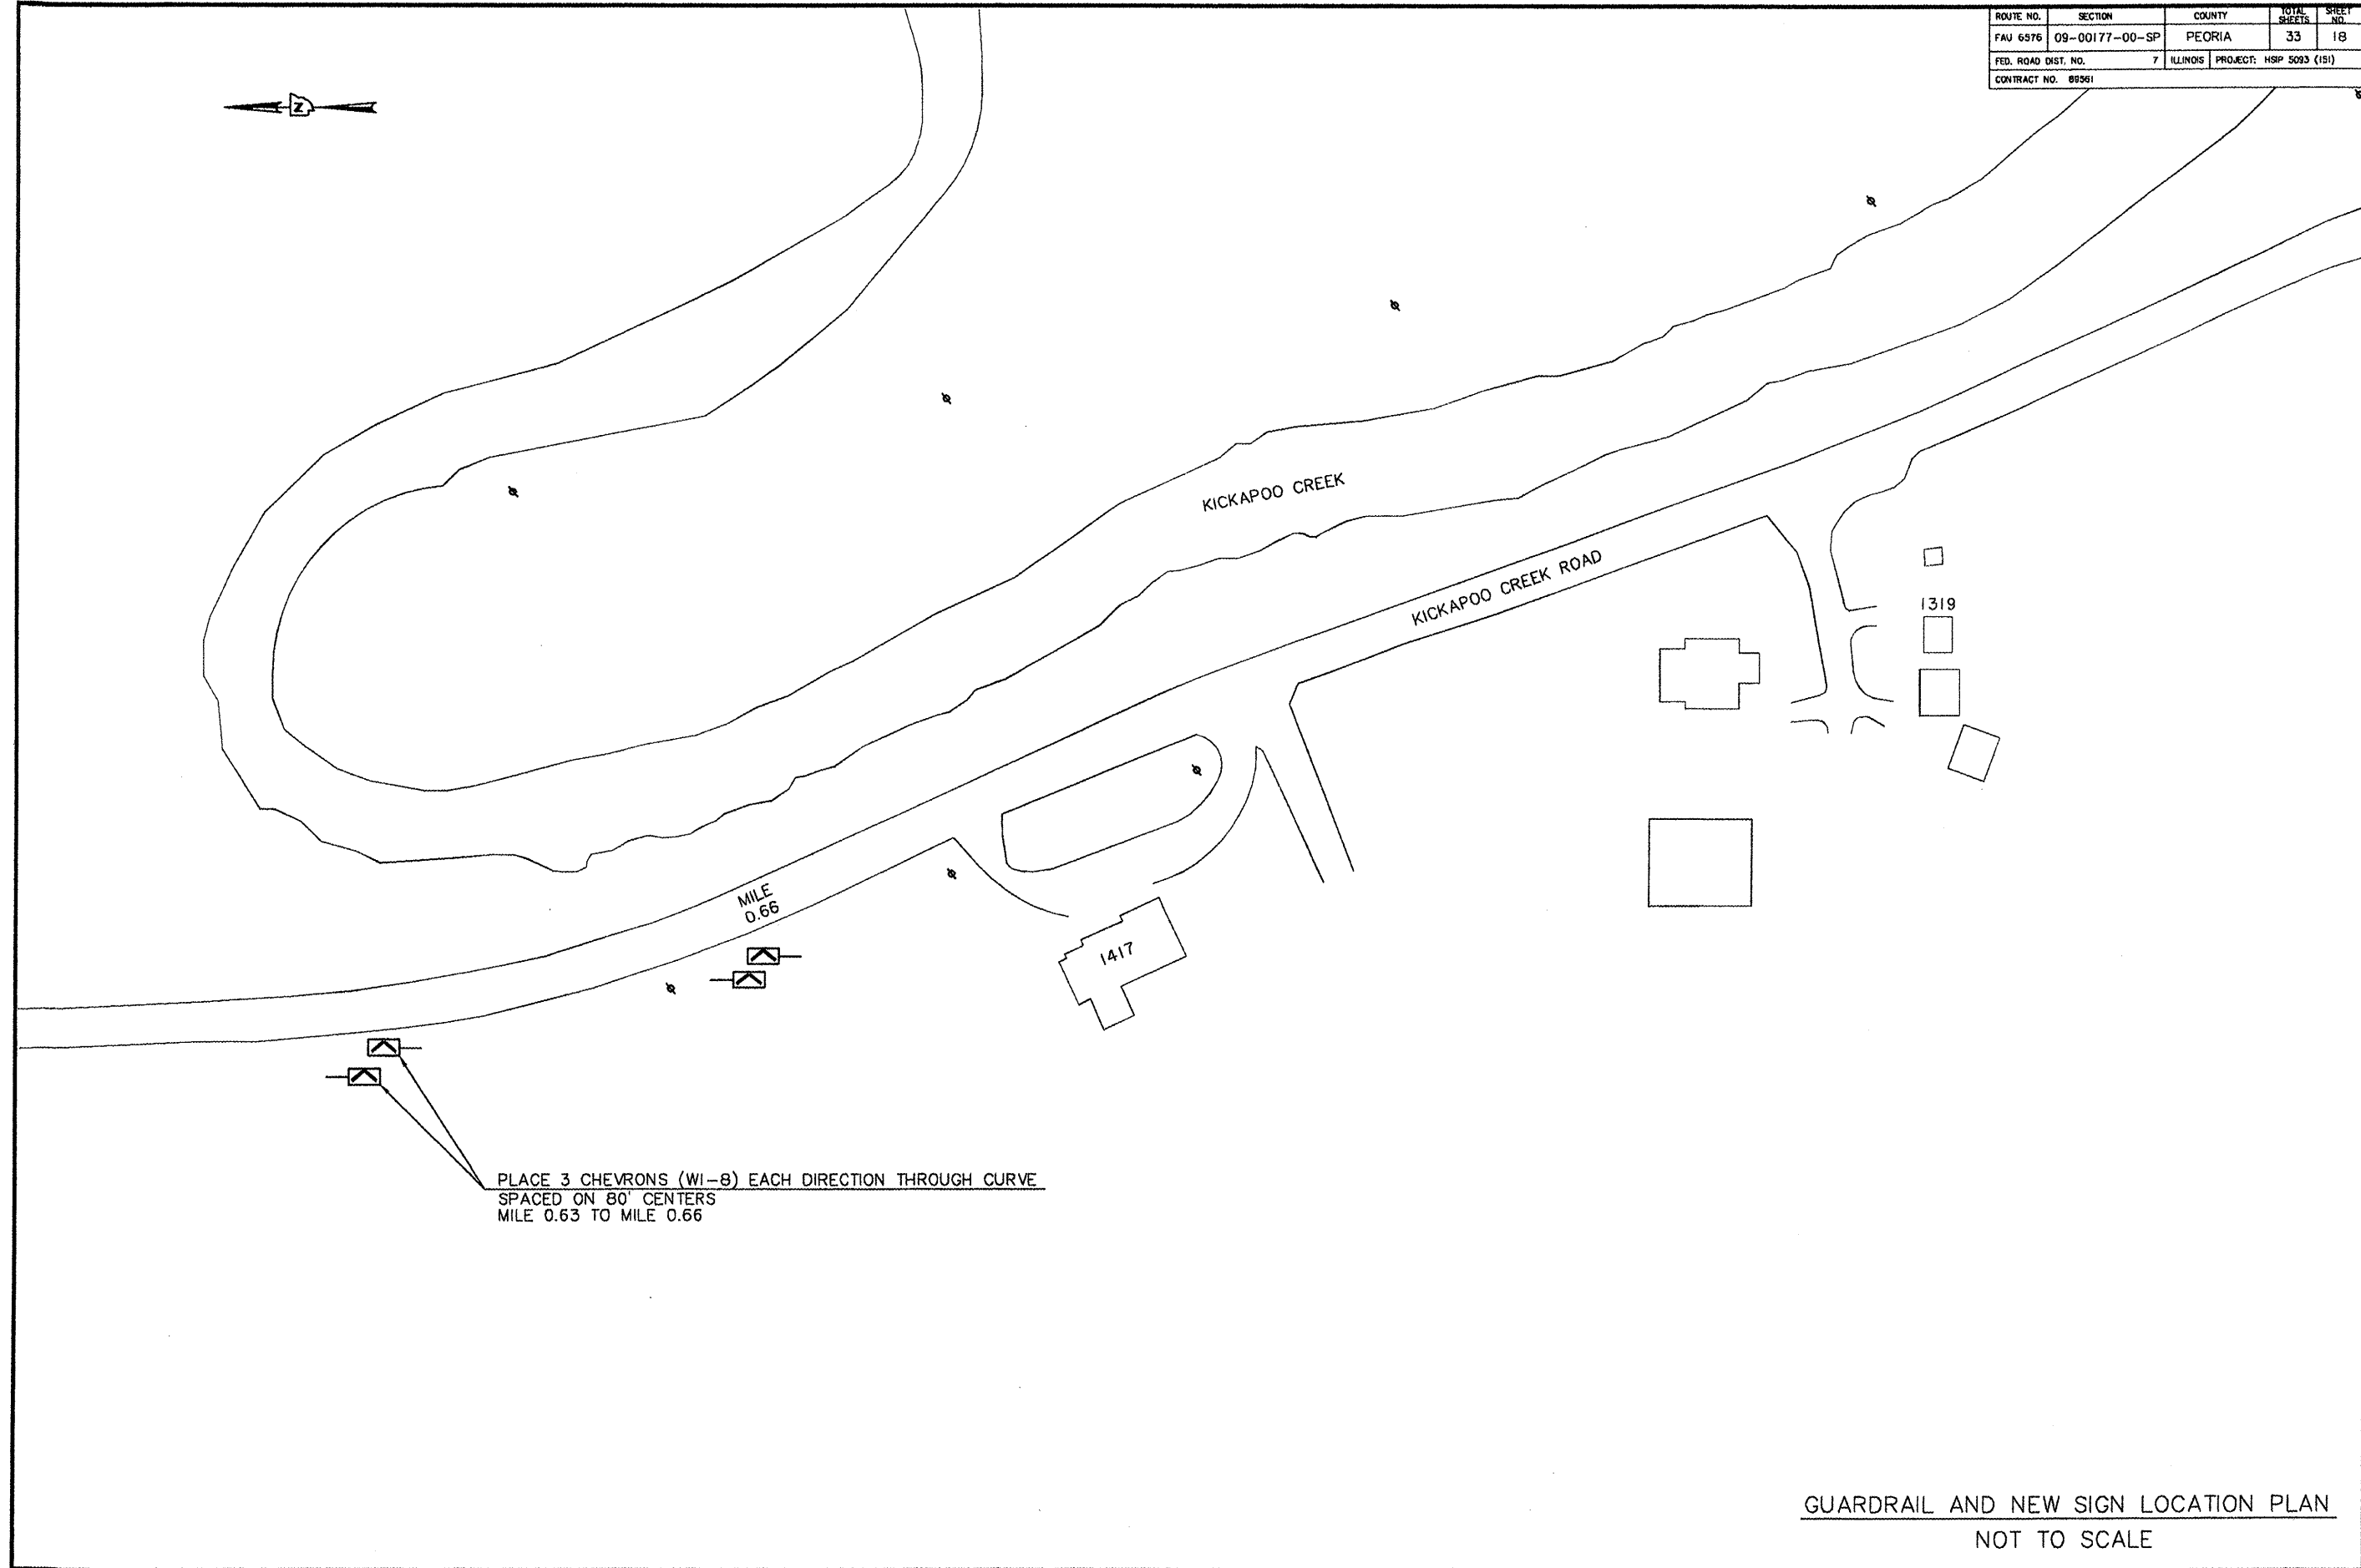 ROUTE NO. SECTION COUNTY TOTAL SHEETS SHEET NO.
FAU 6576 09-00177-00-SP PEORIA 33 18
FED. ROAD DIST. NO. 7 ILLINOIS PROJECT: HSIP 5093 (151)
CONTRACT NO. 89561
Z
KICKAPOO CREEK
KICKAPOO CREEK ROAD
1319
MILE
0.66
1417
PLACE 3 CHEVRONS (W1-8) EACH DIRECTION THROUGH CURVE
SPACED ON 80' CENTERS
MILE 0.63 TO MILE 0.66
GUARDRAIL AND NEW SIGN LOCATION PLAN
NOT TO SCALE